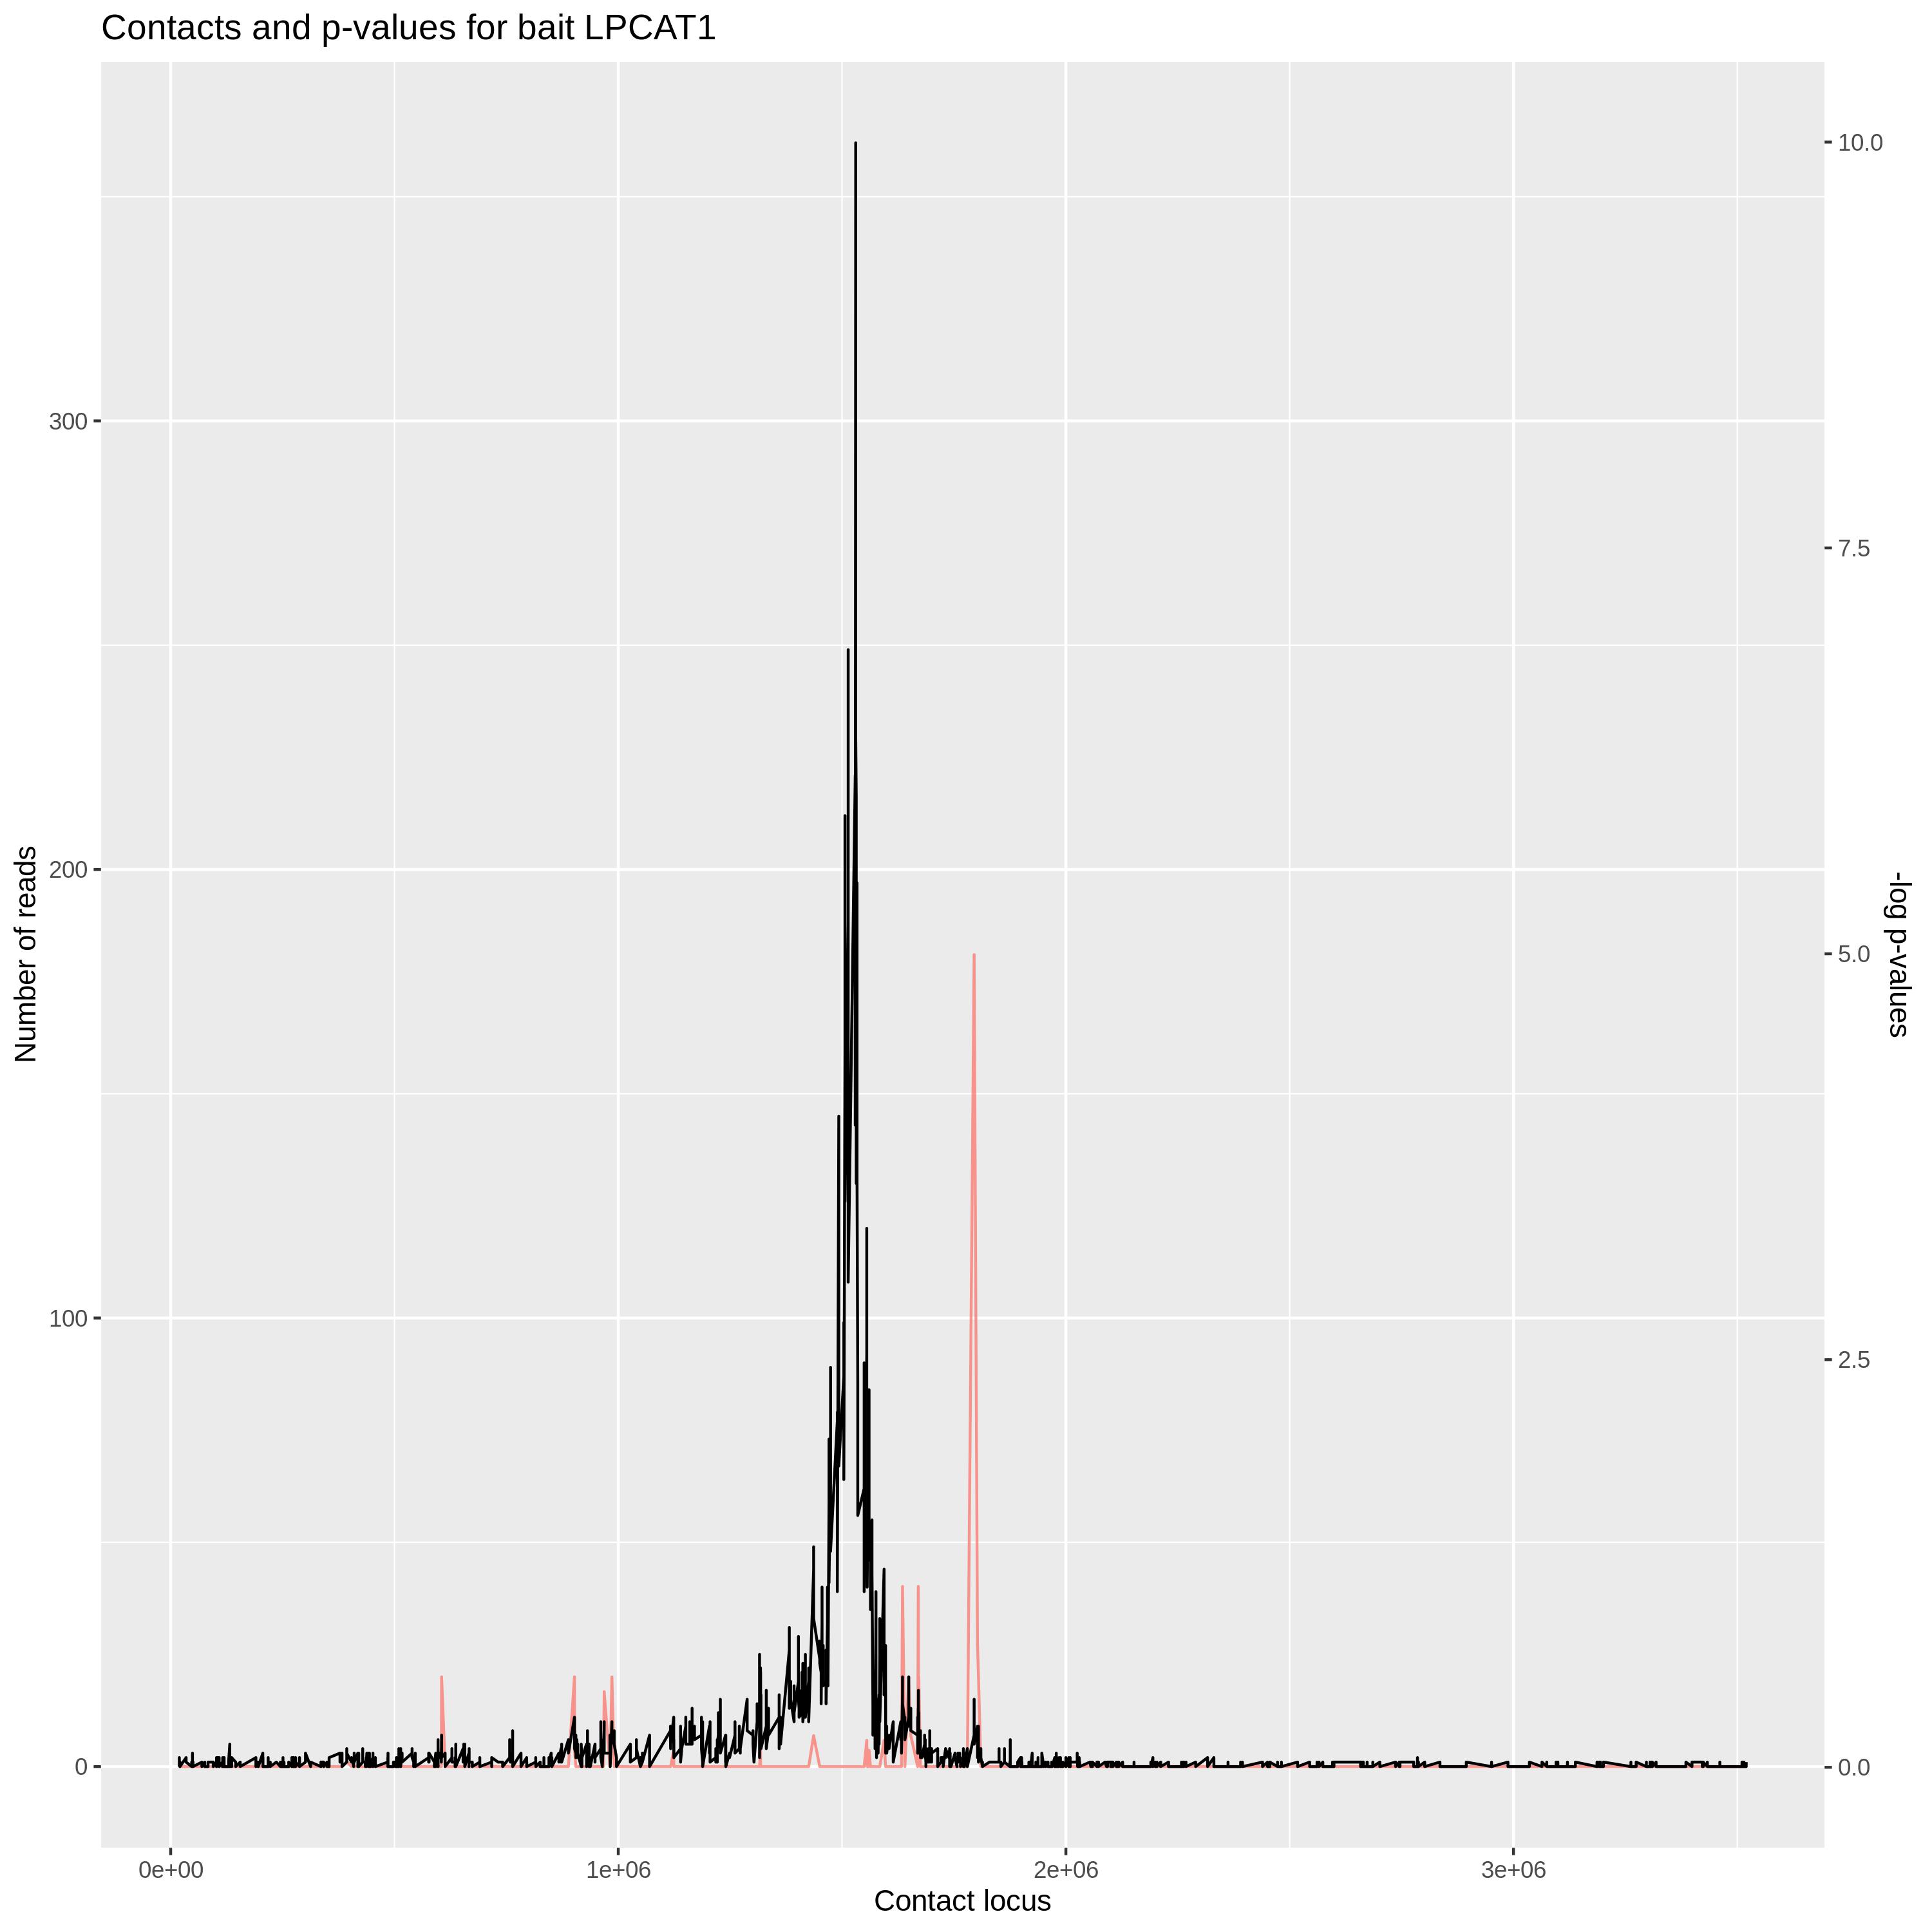 Contacts and p-values for bait LPCAT1
Number of reads
300
200
100
0
10.0
7.5
5.0
2.5
0.0
-log p-values
0e+00
1e+06
2e+06
3e+06
Contact locus